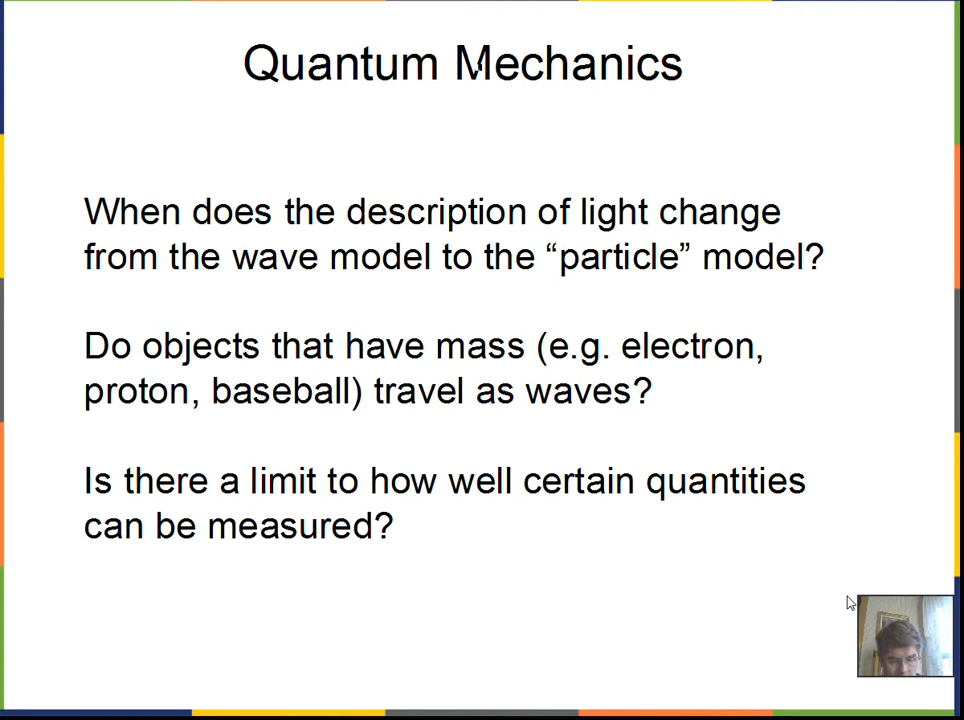 Quantum Mechanics
When does the description of light change
from the wave model to the “particle” model?
Do objects that have mass (e.g. electron,
proton, baseball) travel as waves?
Is there a limit to how well certain quantities
can be measured?